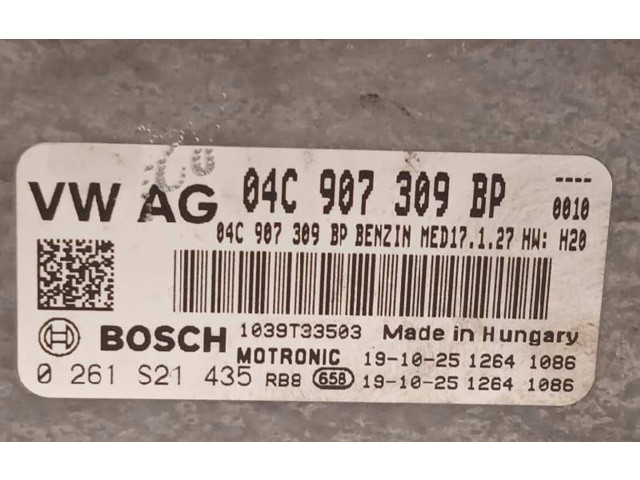 VW AG 04C 907 309 BP ----
0010
04C 907 309 BP BENZIN MED17.1.27 HW: H20
BOSCH 1039T33503 Made in Hungary
MOTRONIC 19-10-25 1264 1086
0 261 S21 435 RB8 658 19-10-25 1264 1086